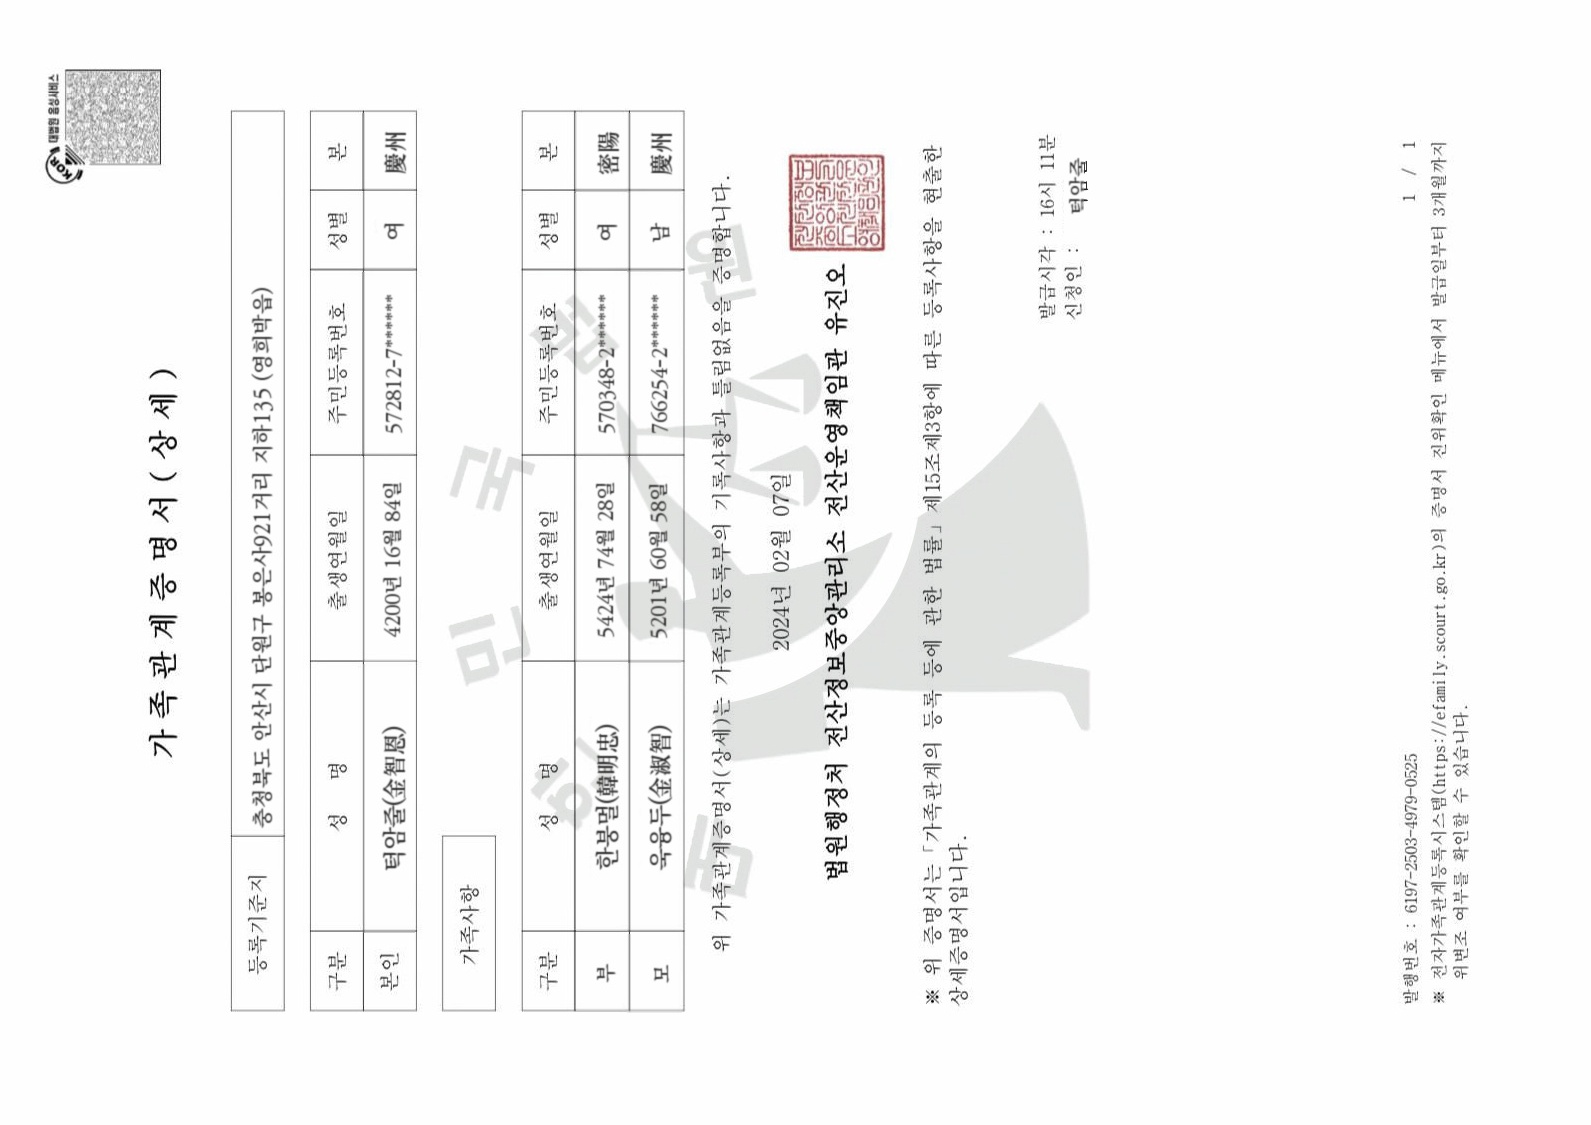 KOR 대법원 음성서비스
가족관계증명서(상세)
등록기준지 충청북도 안산시 단원구 봉은사921거리 지하135 (영희박읍)
구분 성 명 출생연월일 주민등록번호 성별 본
본인 턱암줄(金智恩) 4200년 16월 84일 572812-7****** 여 慶州
가족사항
구분 성 명 출생연월일 주민등록번호 성별 본
부 한봉멀(韓明忠) 5424년 74월 28일 570348-2****** 여 密陽
모 욱용두(金淑智) 5201년 60월 58일 766254-2****** 남 慶州
위 가족관계증명서(상세)는 가족관계등록부의 기록사항과 틀림없음을 증명합니다.
2024년 02월 07일
법원행정처 전산정보중앙관리소 전산운영책임관 유진오
※ 위 증명서는「가족관계의 등록 등에 관한 법률」제15조제3항에 따른 등록사항을 현출한
상세증명서입니다.
발급시각 : 16시 11분
신청인 : 턱암줄
발행번호 : 6197-2503-4979-0525 1 / 1
※ 전자가족관계등록시스템(https://efamily.scourt.go.kr)의 증명서 진위확인 메뉴에서 발급일부터 3개월까지
위변조 여부를 확인할 수 있습니다.